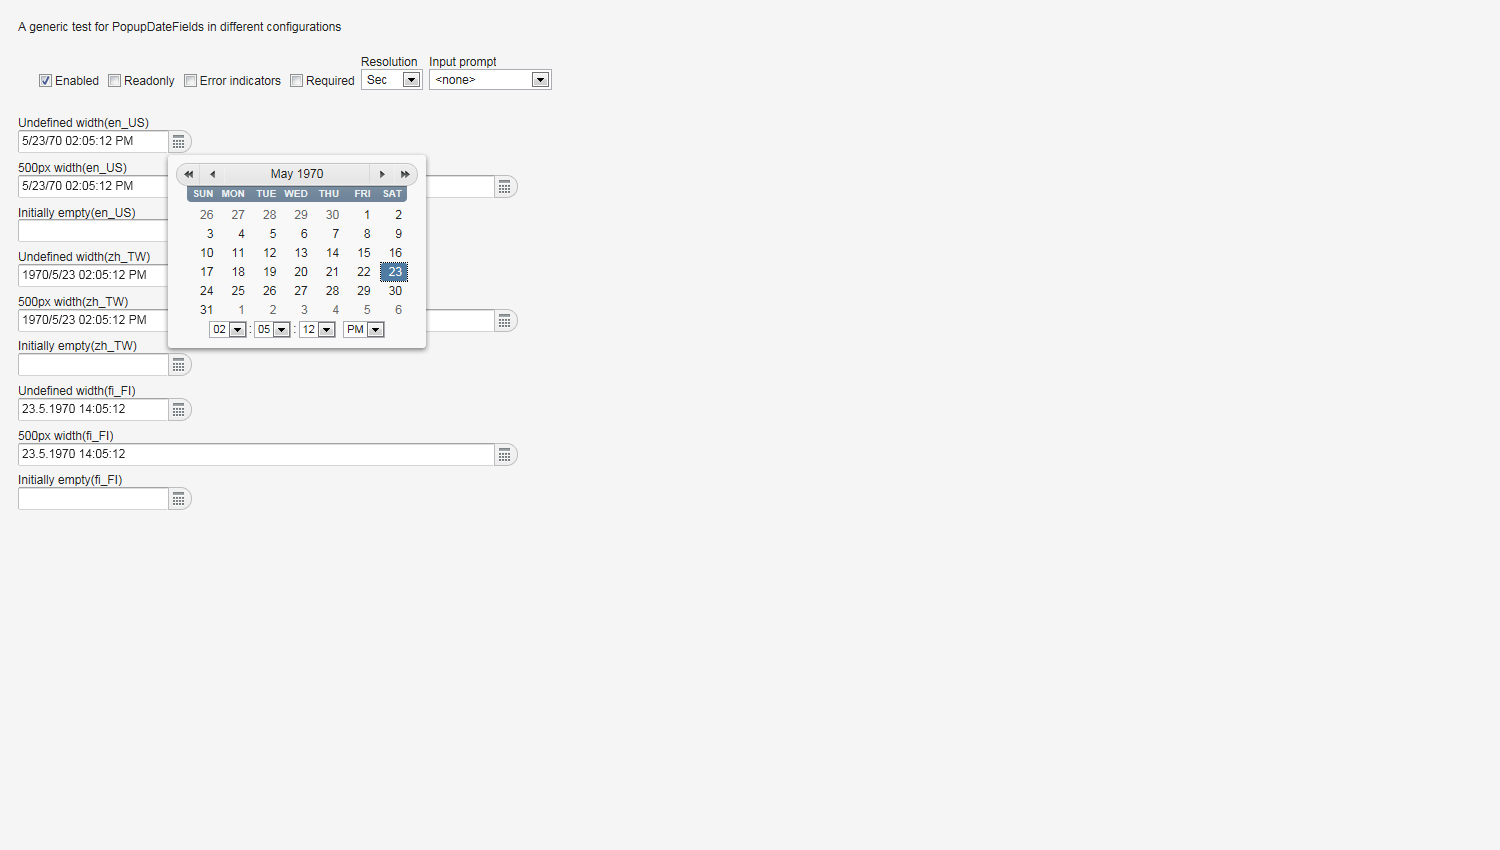 A generic test for PopupDateFields in different configurations
Resolution Input prompt
Enabled Readonly Error indicators Required Sec <none>
Undefined width(en_US)
5/23/70 02:05:12 PM
500px width(en_US)
5/23/70 02:05:12 PM
Initially empty(en_US)
Undefined width(zh_TW)
1970/5/23 02:05:12 PM
500px width(zh_TW)
1970/5/23 02:05:12 PM
Initially empty(zh_TW)
Undefined width(fi_FI)
23.5.1970 14:05:12
500px width(fi_FI)
23.5.1970 14:05:12
Initially empty(fi_FI)
May 1970
SUN MON TUE WED THU FRI SAT
26 27 28 29 30 1 2
3 4 5 6 7 8 9
10 11 12 13 14 15 16
17 18 19 20 21 22 23
24 25 26 27 28 29 30
31 1 2 3 4 5 6
02 : 05 : 12 PM